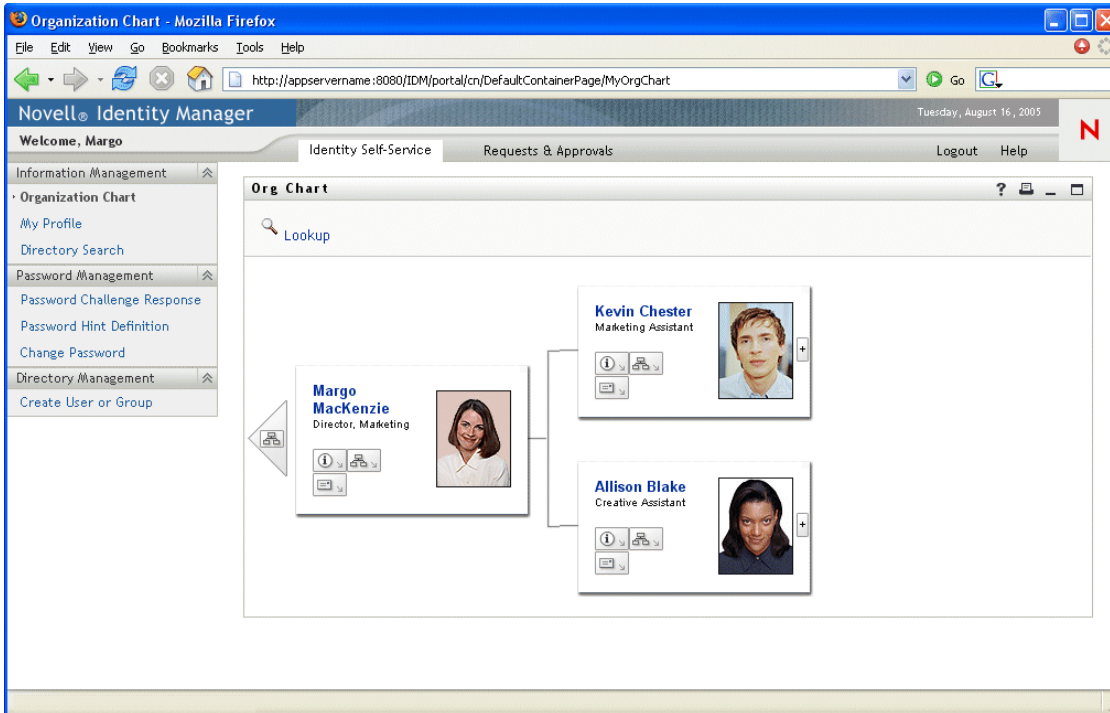 Organization Chart - Mozilla Firefox
File Edit View Go Bookmarks Tools Help
http://appservername:8080/IDM/portal/cn/DefaultContainerPage/MyOrgChart
Go
G
Novell® Identity Manager
Tuesday, August 16, 2005
N
Welcome, Margo
Identity Self-Service
Requests & Approvals
Logout
Help
Information Management
Organization Chart
My Profile
Directory Search
Password Management
Password Challenge Response
Password Hint Definition
Change Password
Directory Management
Create User or Group
Org Chart
?
Lookup
Margo
MacKenzie
Director, Marketing
Kevin Chester
Marketing Assistant
+
Allison Blake
Creative Assistant
+